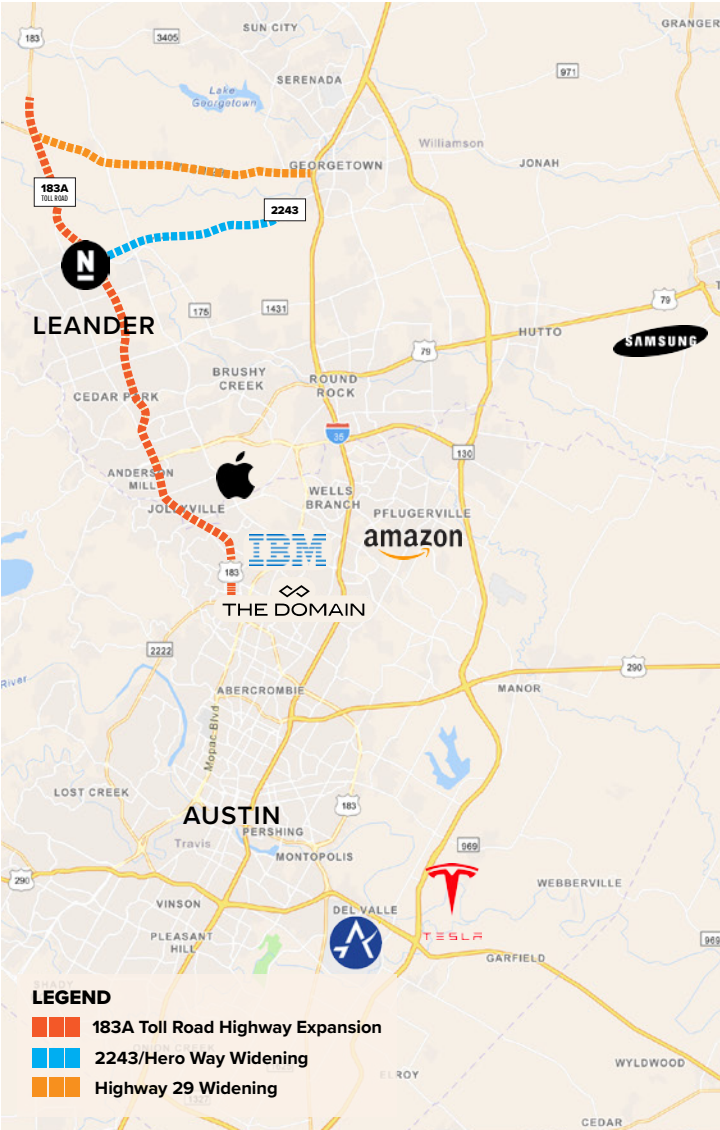 183
3405
SUN CITY
GRANGER
SERENADA
971
Lake
Georgetown
Williamson
GEORGETOWN
JONAH
183A
TOLL ROAD
2243
N
79
LEANDER
175
1431
HUTTO
SAMSUNG
79
BRUSHY
CREEK
ROUND
ROCK
CEDAR PARK
35
130
ANDERSON
MILL
WELLS
BRANCH
JOLLYVILLE
PFLUGERVILLE
amazon
IBM
183
THE DOMAIN
2222
290
River
ABERCROMBIE
MANOR
Mopac Blvd
LOST CREEK
183
AUSTIN
PERSHING
Travis
969
MONTOPOLIS
290
WEBBERVILLE
VINSON
DEL VALLE
PLEASANT
HILL
TESLA
969
GARFIELD
SHADY
LEGEND
183A Toll Road Highway Expansion
ONION CREEK
2243/Hero Way Widening
WYLDWOOD
ELROY
Highway 29 Widening
1327
CEDAR